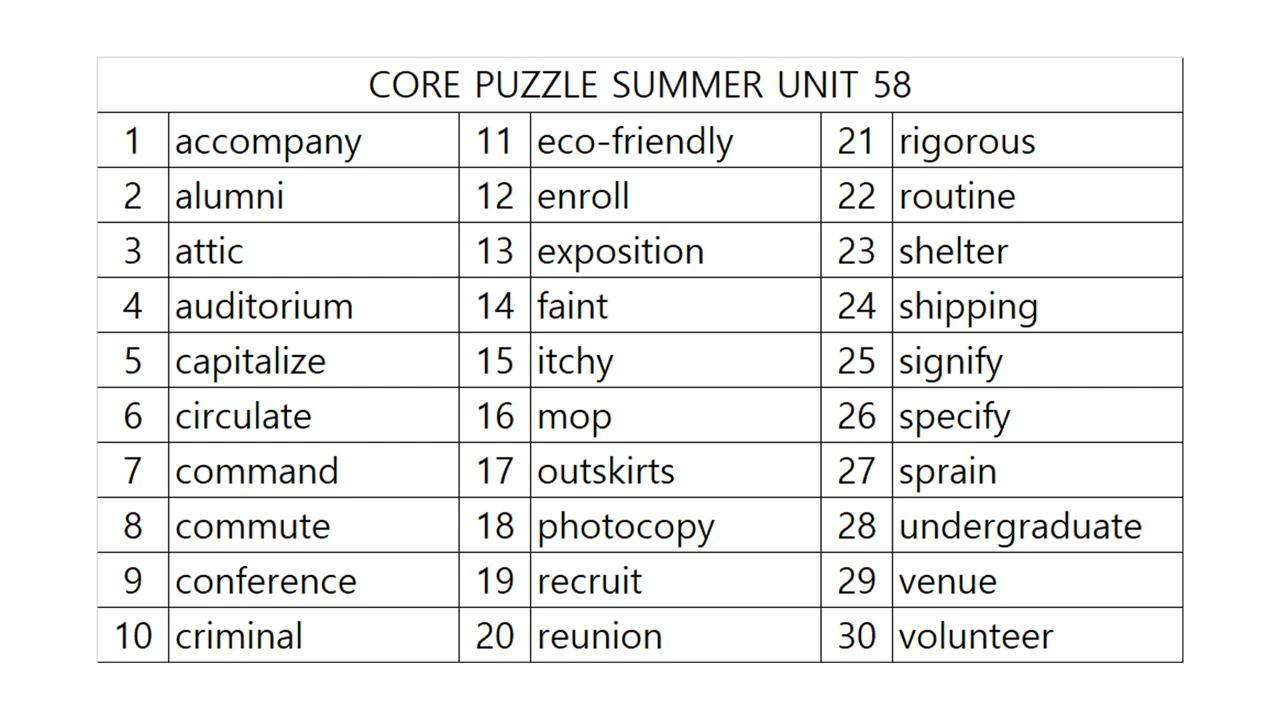 CORE PUZZLE SUMMER UNIT 58
1 accompany 11 eco-friendly 21 rigorous
2 alumni 12 enroll 22 routine
3 attic 13 exposition 23 shelter
4 auditorium 14 faint 24 shipping
5 capitalize 15 itchy 25 signify
6 circulate 16 mop 26 specify
7 command 17 outskirts 27 sprain
8 commute 18 photocopy 28 undergraduate
9 conference 19 recruit 29 venue
10 criminal 20 reunion 30 volunteer